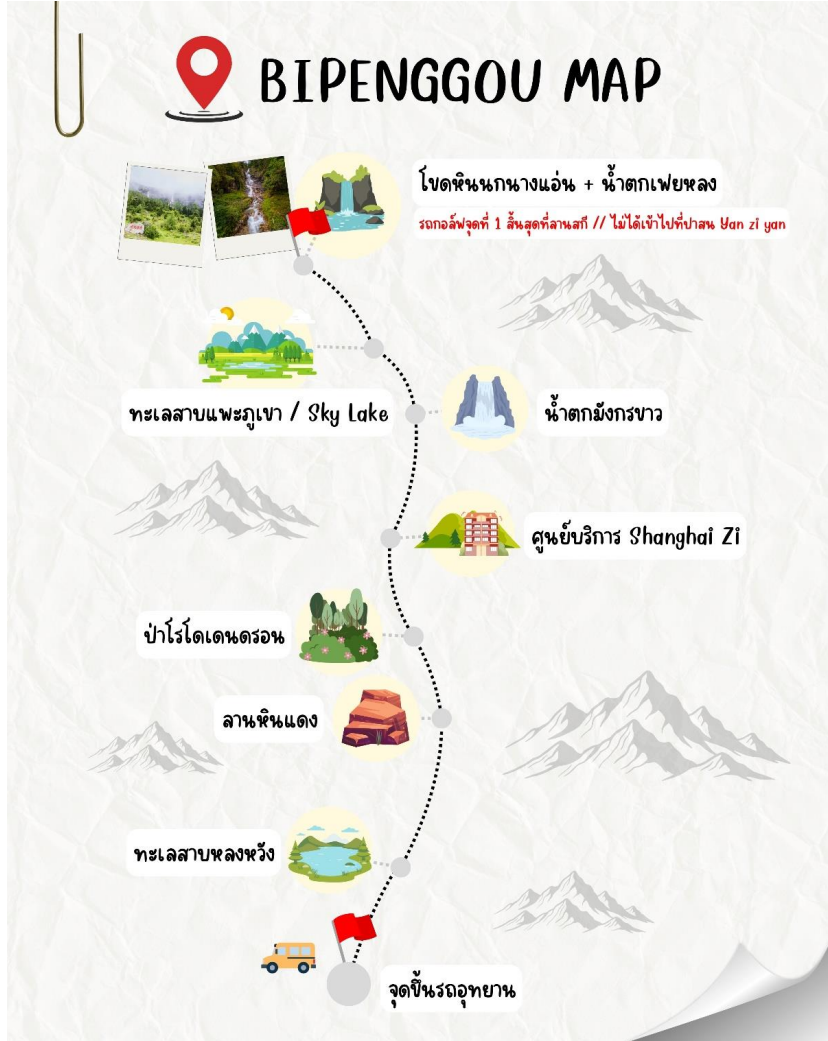 BIPENGGOU MAP
โขดหินนกนางแอ่น + น้ำตกเฟยหลง
รถกอล์ฟจุดที่ 1 สิ้นสุดที่ลานสกี // ไม่ได้เข้าไปที่ปาสน Yan zi yan
ทะเลสาบแพะภูเขา / Sky Lake
น้ำตกมังกรขาว
ศูนย์บริการ Shanghai Zi
ป่าโรโดเดนดรอน
ลานหินแดง
ทะเลสาบหลงหวัง
จุดขึ้นรถอุทยาน